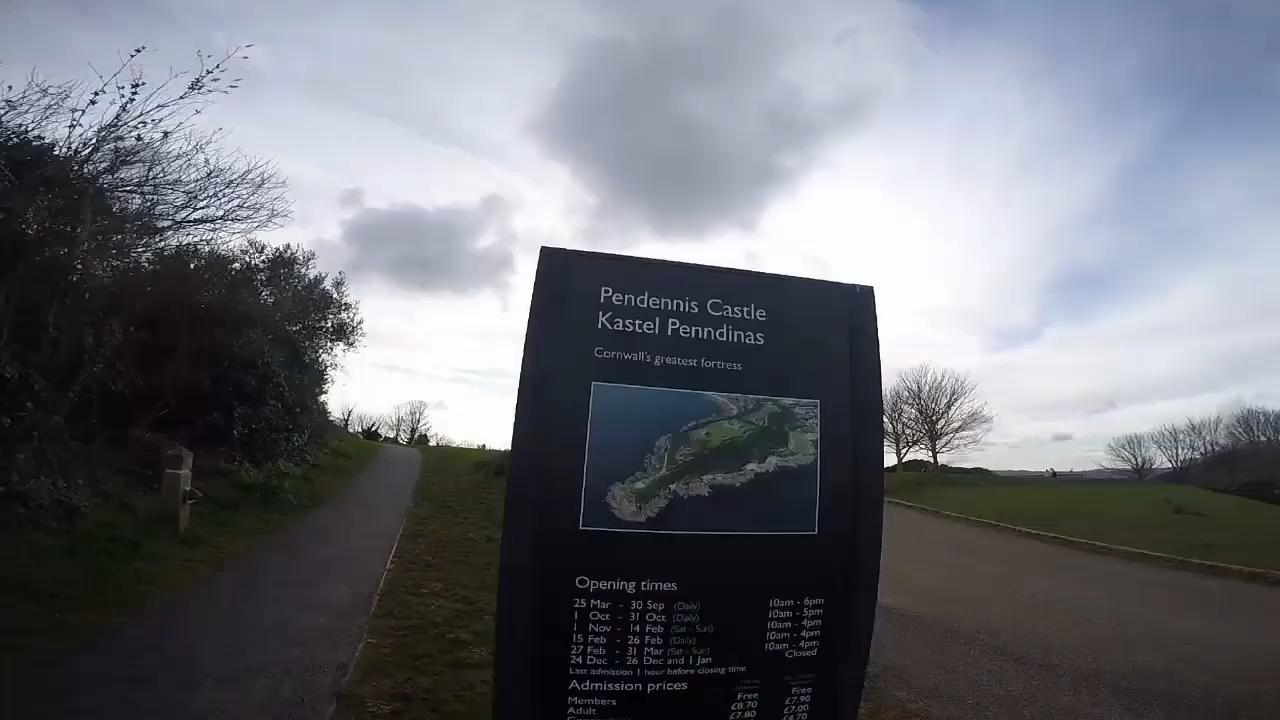 Pendennis Castle
Kastel Penndinas
Cornwall's greatest fortress
Opening times
25 Mar - 30 Sep (Daily) 10am - 6pm
1 Oct - 31 Oct (Daily) 10am - 5pm
1 Nov - 14 Feb (Sat - Sun) 10am - 4pm
15 Feb - 26 Feb (Daily) 10am - 4pm
27 Feb - 31 Mar (Sat - Sun) 10am - 4pm
24 Dec - 26 Dec and 1 Jan Closed
Last admission 1 hour before closing time
Admission prices
Members Free Free
Adult £8.70 £7.90
£7.80 £7.00
£4.70